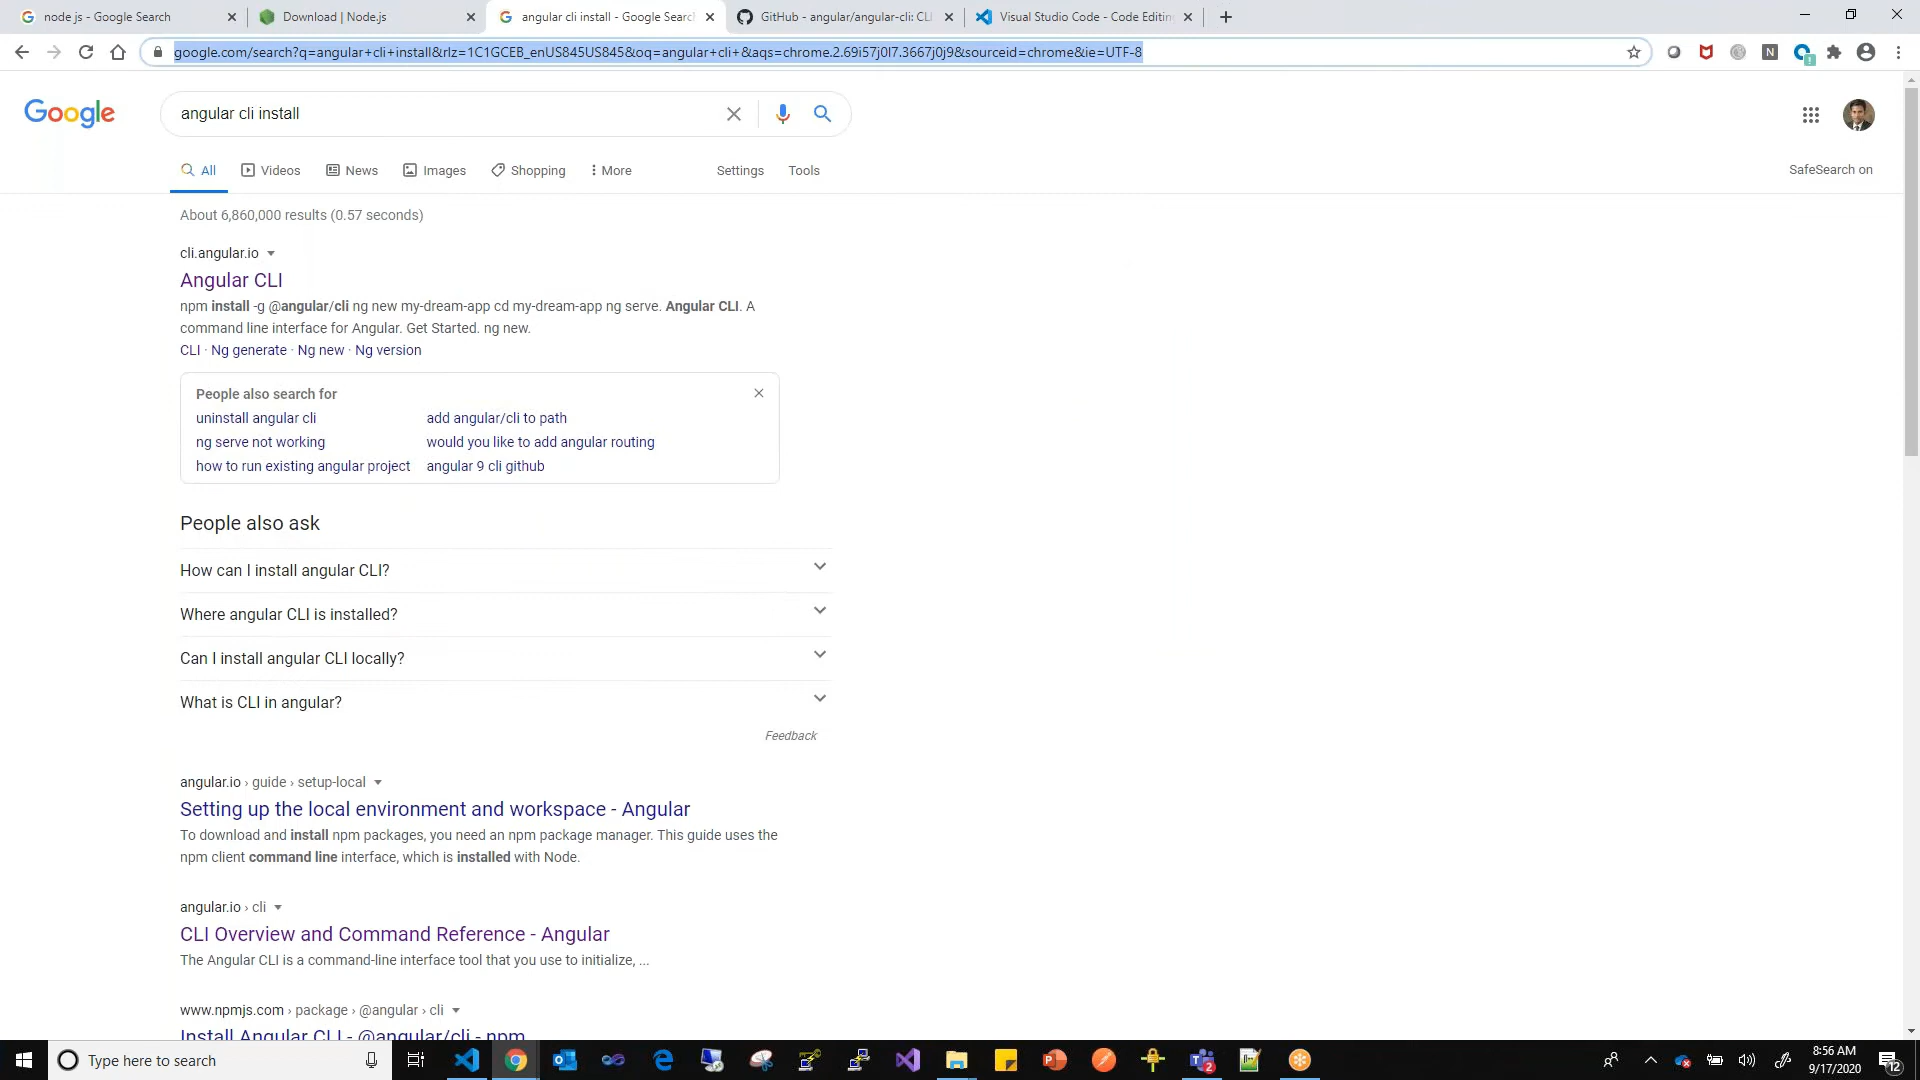 node js - Google Search
Download | Node.js
angular cli install - Google Searc
GitHub - angular/angular-cli: CLI
Visual Studio Code - Code Editin
google.com/search?q=angular+cli+install&rlz=1C1GCEB_enUS845US845&oq=angular+cli+&aqs=chrome.2.69i57j0l7.3667j0j9&sourceid=chrome&ie=UTF-8
Google
angular cli install
All
Videos
News
Images
Shopping
More
Settings
Tools
SafeSearch on
About 6,860,000 results (0.57 seconds)
cli.angular.io
Angular CLI
npm install -g @angular/cli ng new my-dream-app cd my-dream-app ng serve. Angular CLI. A
command line interface for Angular. Get Started. ng new.
CLI · Ng generate · Ng new · Ng version
People also search for
uninstall angular cli
add angular/cli to path
ng serve not working
would you like to add angular routing
how to run existing angular project
angular 9 cli github
People also ask
How can I install angular CLI?
Where angular CLI is installed?
Can I install angular CLI locally?
What is CLI in angular?
Feedback
angular.io › guide › setup-local
Setting up the local environment and workspace - Angular
To download and install npm packages, you need an npm package manager. This guide uses the
npm client command line interface, which is installed with Node.
angular.io › cli
CLI Overview and Command Reference - Angular
The Angular CLI is a command-line interface tool that you use to initialize, ...
www.npmjs.com › package › @angular › cli
Install Angular CLI - @angular/cli - npm
Type here to search
8:56 AM
9/17/2020
12